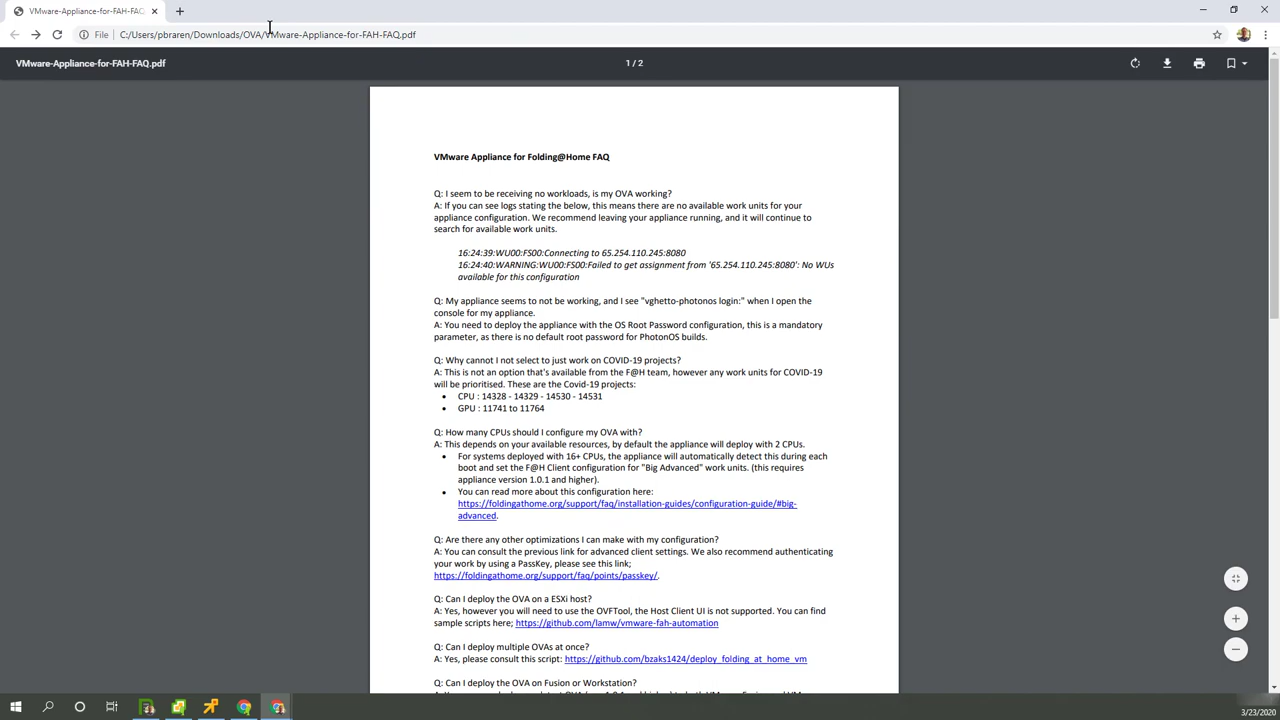 VMware-Appliance-for-FAH-FAQ
File
C:/Users/pbraren/Downloads/OVA/VMware-Appliance-for-FAH-FAQ.pdf
VMware-Appliance-for-FAH-FAQ.pdf
1 / 2
VMware Appliance for Folding@Home FAQ
Q: I seem to be receiving no workloads, is my OVA working?
A: If you can see logs stating the below, this means there are no available work units for your
appliance configuration. We recommend leaving your appliance running, and it will continue to
search for available work units.
16:24:39:WU00:FS00:Connecting to 65.254.110.245:8080
16:24:40:WARNING:WU00:FS00:Failed to get assignment from '65.254.110.245:8080': No WUs
available for this configuration
Q: My appliance seems to not be working, and I see "vghetto-photonos login:" when I open the
console for my appliance.
A: You need to deploy the appliance with the OS Root Password configuration, this is a mandatory
parameter, as there is no default root password for PhotonOS builds.
Q: Why cannot I not select to just work on COVID-19 projects?
A: This is not an option that's available from the F@H team, however any work units for COVID-19
will be prioritised. These are the Covid-19 projects:
• CPU : 14328 - 14329 - 14530 - 14531
• GPU : 11741 to 11764
Q: How many CPUs should I configure my OVA with?
A: This depends on your available resources, by default the appliance will deploy with 2 CPUs.
• For systems deployed with 16+ CPUs, the appliance will automatically detect this during each
boot and set the F@H Client configuration for "Big Advanced" work units. (this requires
appliance version 1.0.1 and higher).
• You can read more about this configuration here:
https://foldingathome.org/support/faq/installation-guides/configuration-guide/#big-
advanced.
Q: Are there any other optimizations I can make with my configuration?
A: You can consult the previous link for advanced client settings. We also recommend authenticating
your work by using a PassKey, please see this link;
https://foldingathome.org/support/faq/points/passkey/.
Q: Can I deploy the OVA on a ESXi host?
A: Yes, however you will need to use the OVFTool, the Host Client UI is not supported. You can find
sample scripts here; https://github.com/lamw/vmware-fah-automation
Q: Can I deploy multiple OVAs at once?
A: Yes, please consult this script: https://github.com/bzaks1424/deploy_folding_at_home_vm
Q: Can I deploy the OVA on Fusion or Workstation?
3/23/2020